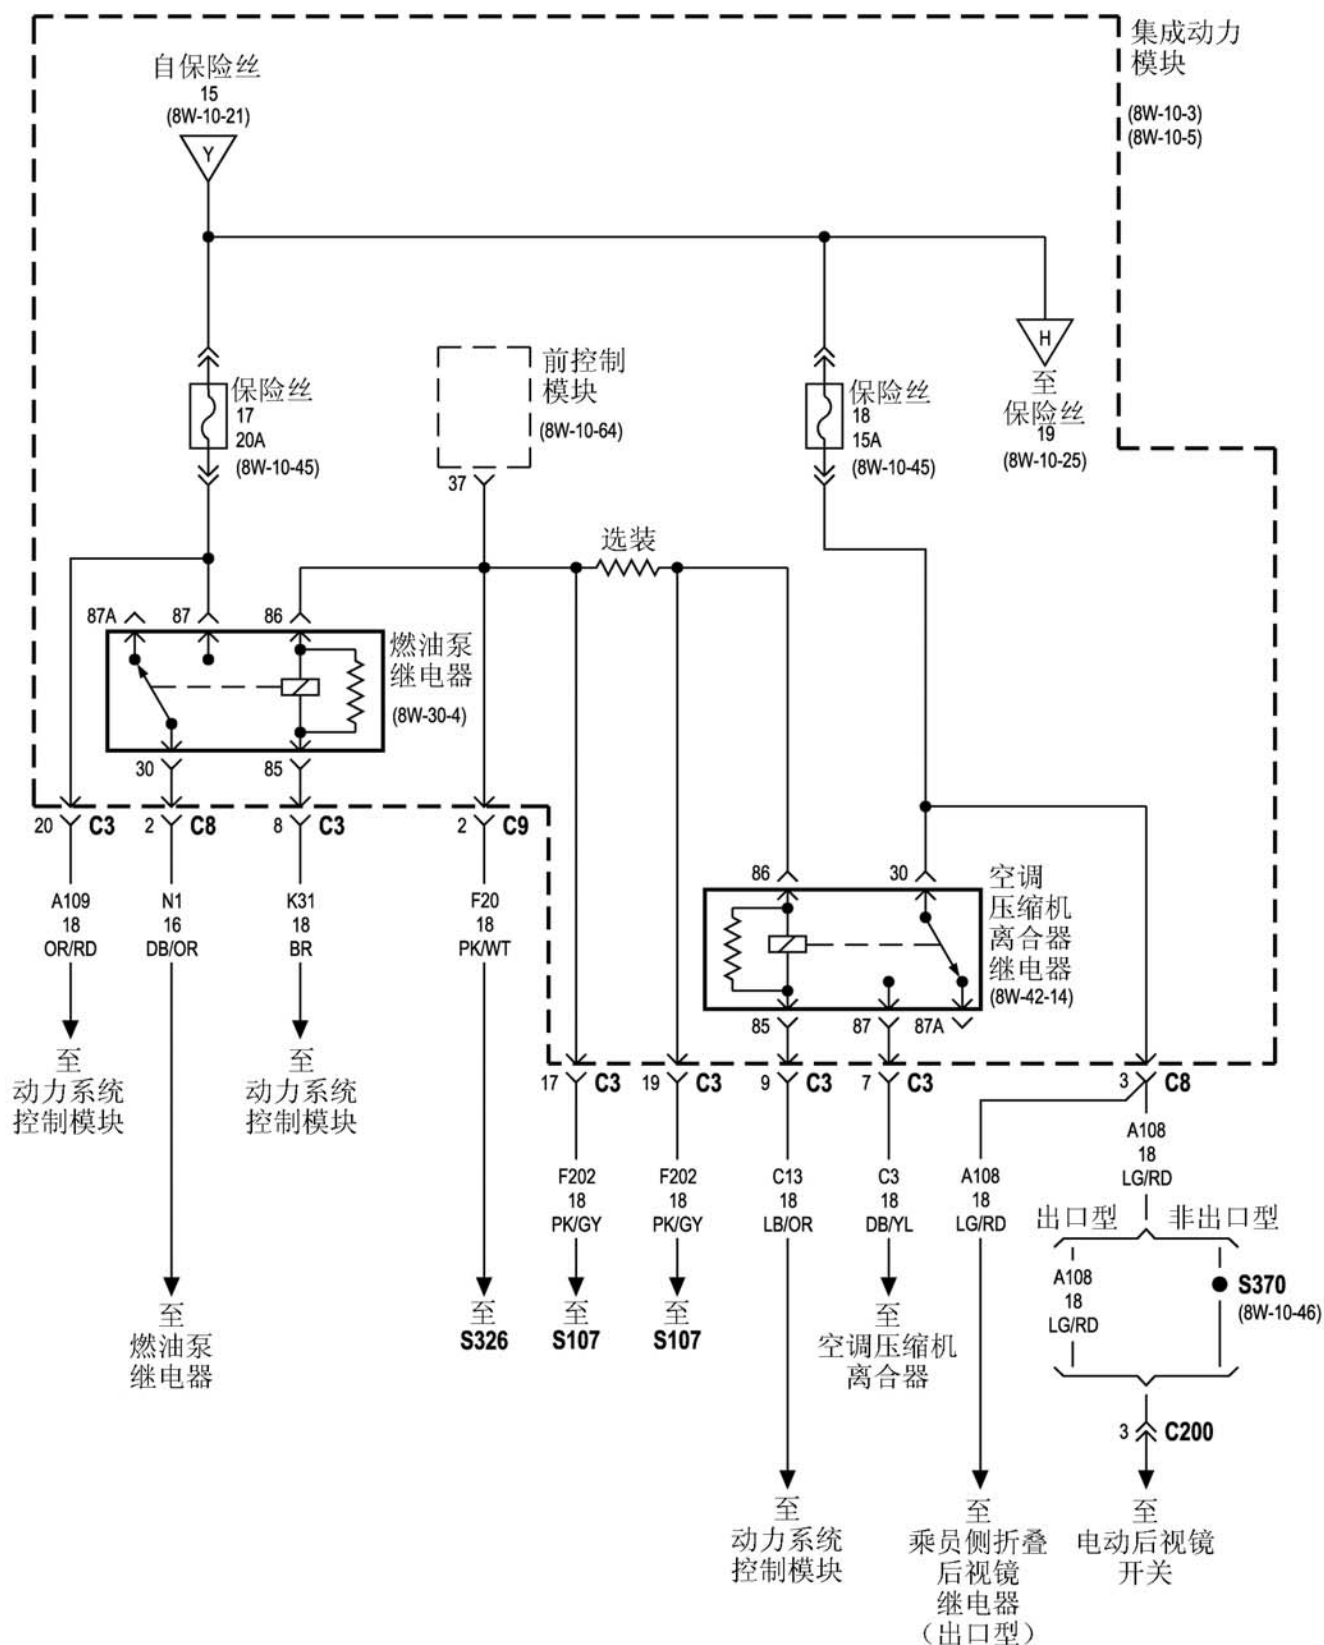 集成动力
模块
(8W-10-3)
(8W-10-5)
自保险丝
15
(8W-10-21)
Y
H
至
保险丝
19
(8W-10-25)
保险丝
17
20A
(8W-10-45)
前控制
模块
(8W-10-64)
37
保险丝
18
15A
(8W-10-45)
选装
87A
87
86
燃油泵
继电器
(8W-30-4)
30
85
20
C3
2
C8
8
C3
2
C9
A109
18
OR/RD
N1
16
DB/OR
K31
18
BR
F20
18
PK/WT
86
30
空调
压缩机
离合器
继电器
(8W-42-14)
85
87
87A
至
动力系统
控制模块
至
动力系统
控制模块
17
C3
19
C3
9
C3
7
C3
3
C8
F202
18
PK/GY
F202
18
PK/GY
C13
18
LB/OR
C3
18
DB/YL
A108
18
LG/RD
A108
18
LG/RD
出口型
非出口型
A108
18
LG/RD
S370
(8W-10-46)
至
燃油泵
继电器
至
S326
至
S107
至
S107
至
空调压缩机
离合器
3
C200
至
动力系统
控制模块
至
乘员侧折叠
后视镜
继电器
（出口型）
至
电动后视镜
开关